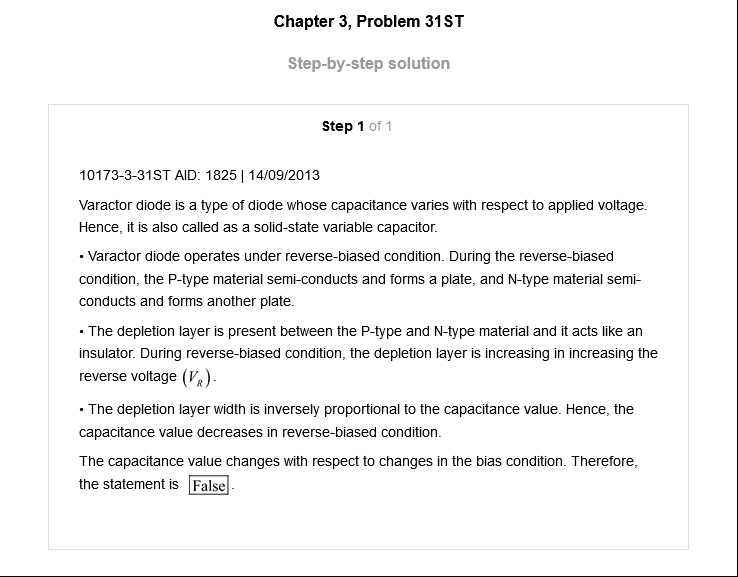 Chapter 3, Problem 31ST
Step-by-step solution
Step 1 of 1
10173-3-31ST AID: 1825 | 14/09/2013
Varactor diode is a type of diode whose capacitance varies with respect to applied voltage.
Hence, it is also called as a solid-state variable capacitor.
• Varactor diode operates under reverse-biased condition. During the reverse-biased
condition, the P-type material semi-conducts and forms a plate, and N-type material semi-
conducts and forms another plate.
• The depletion layer is present between the P-type and N-type material and it acts like an
insulator. During reverse-biased condition, the depletion layer is increasing in increasing the
reverse voltage (V_R).
• The depletion layer width is inversely proportional to the capacitance value. Hence, the
capacitance value decreases in reverse-biased condition.
The capacitance value changes with respect to changes in the bias condition. Therefore,
the statement is False.